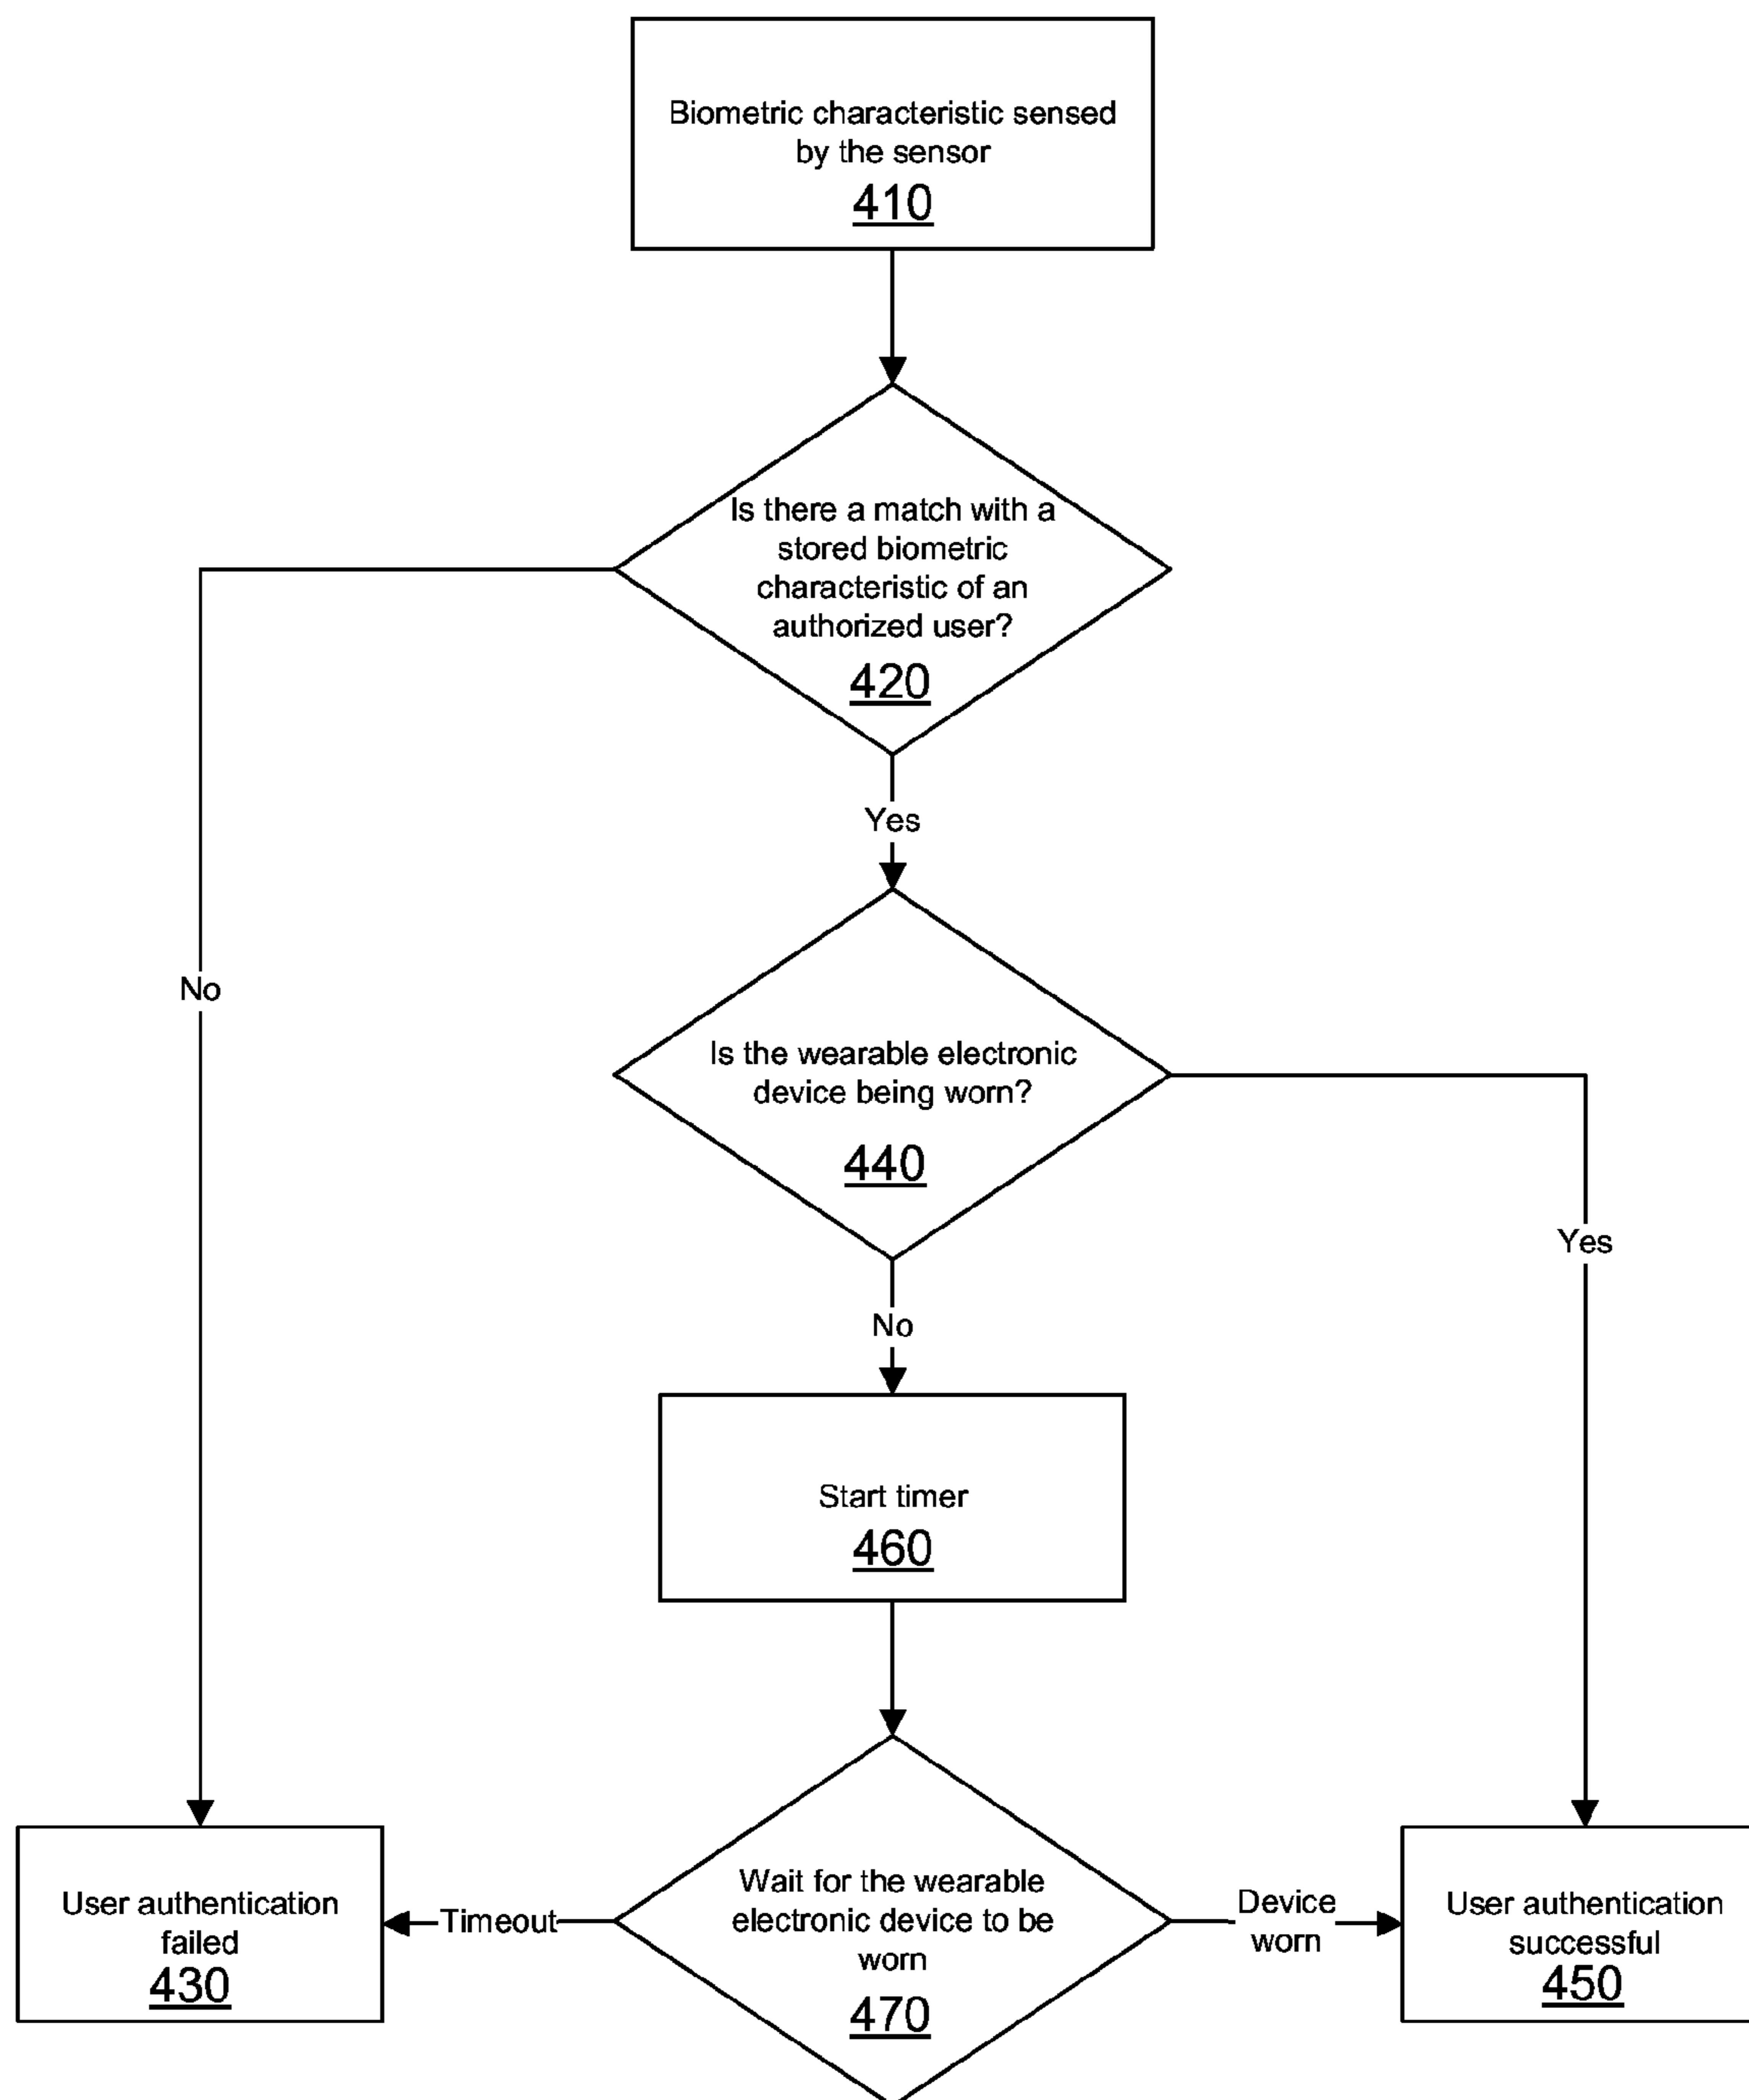 Biometric characteristic sensed
by the sensor
410
Is there a match with a
stored biometric
characteristic of an
authorized user?
420
Yes
No
Is the wearable electronic
device being worn?
440
Yes
No
Start timer
460
User authentication
failed
430
Timeout
Wait for the wearable
electronic device to be
worn
470
Device
worn
User authentication
successful
450